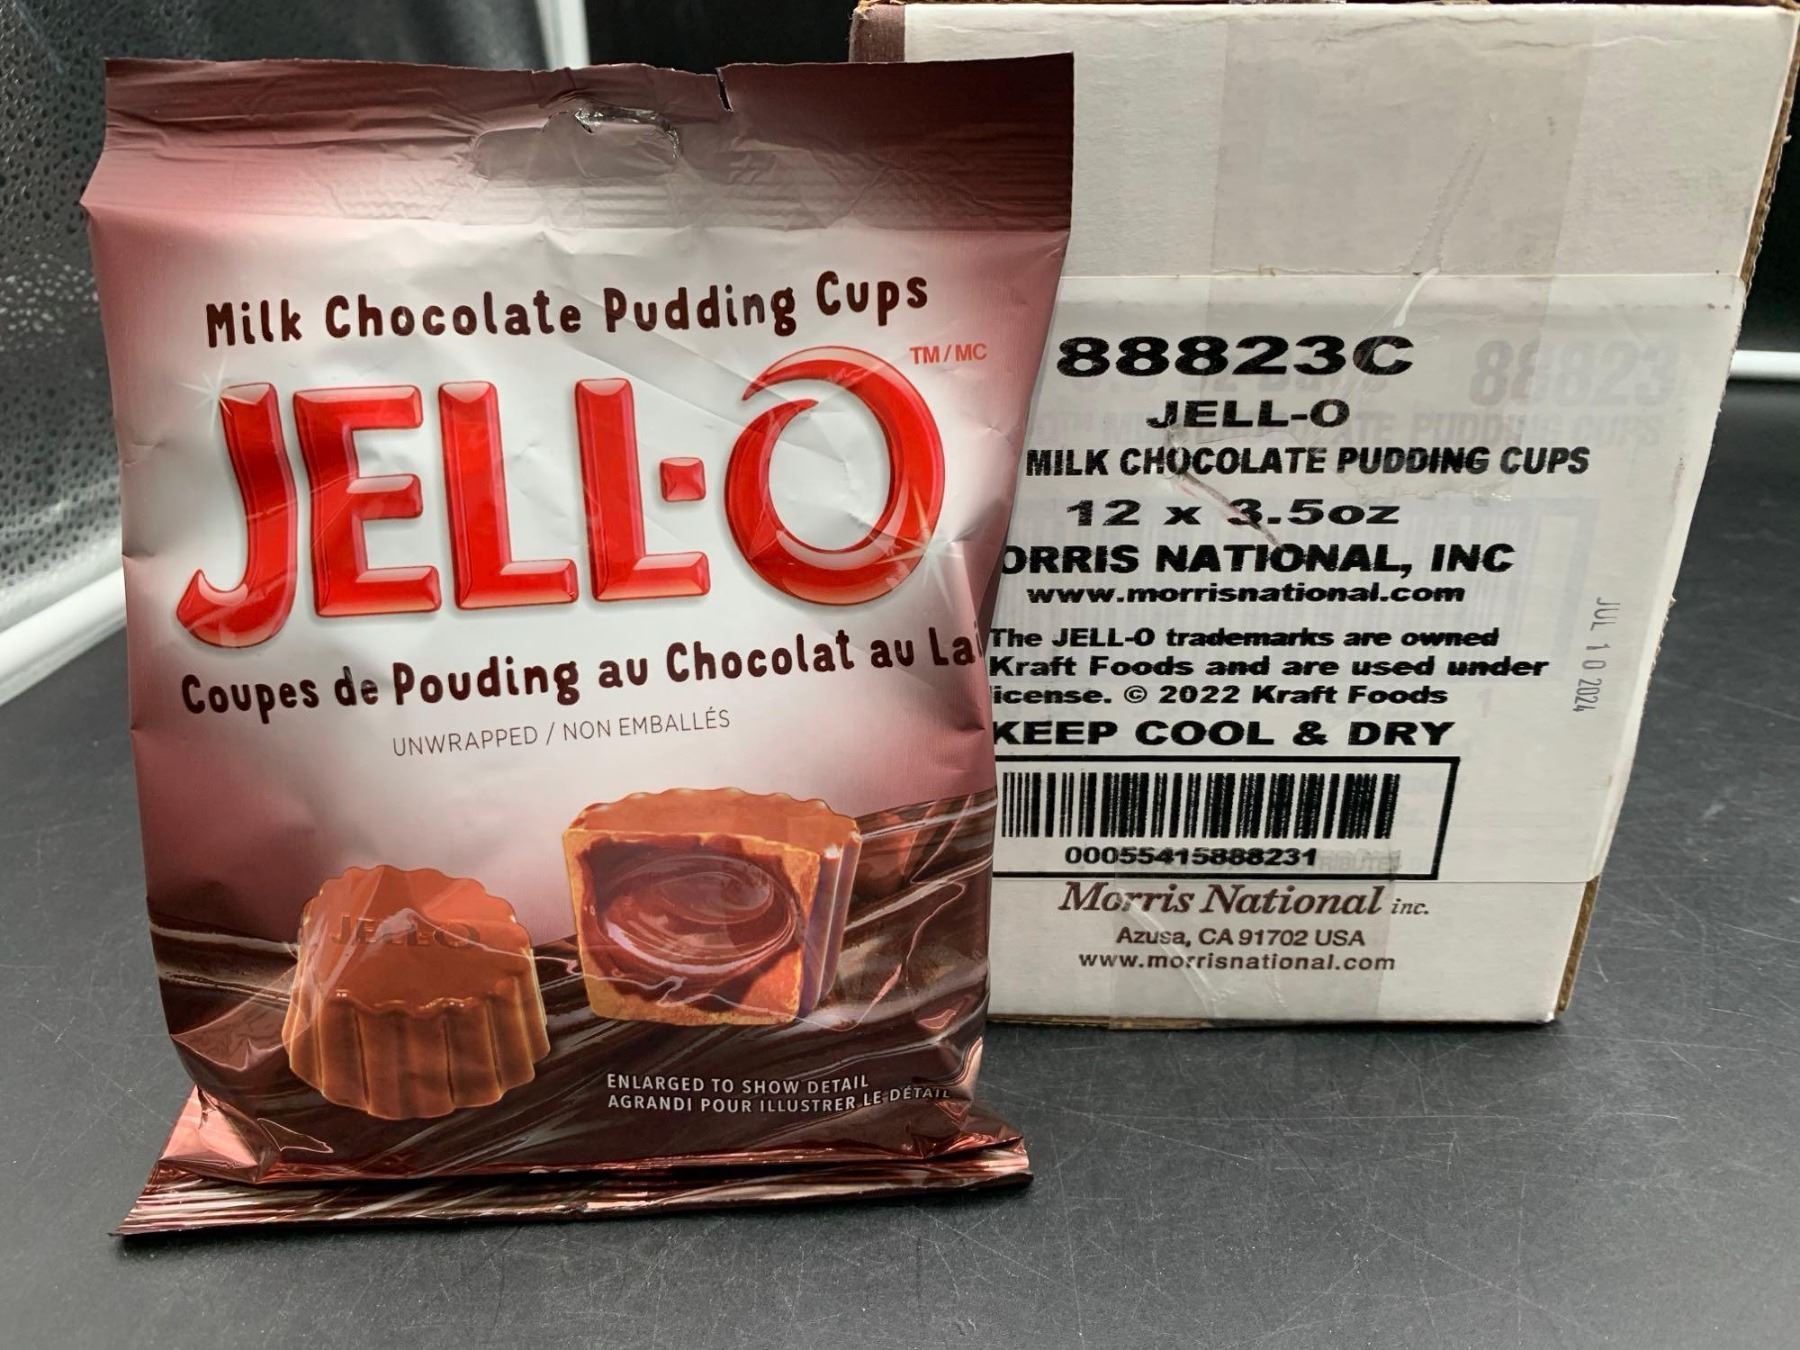 Milk Chocolate Pudding Cups
JELL-O
TM/MC
Coupes de Pouding au Chocolat au Lai
UNWRAPPED / NON EMBALLÉS
JELL-O
ENLARGED TO SHOW DETAIL
AGRANDI POUR ILLUSTRER LE DÉTAIL
88823C
88823
JELL-O
MILK CHOCOLATE PUDDING CUPS
12 x 3.5oz
ORRIS NATIONAL, INC
www.morrisnational.com
The JELL-O trademarks are owned
Kraft Foods and are used under
icense. © 2022 Kraft Foods
KEEP COOL & DRY
00055415888231
Morris National inc.
Azusa, CA 91702 USA
www.morrisnational.com
JUL 10 2024